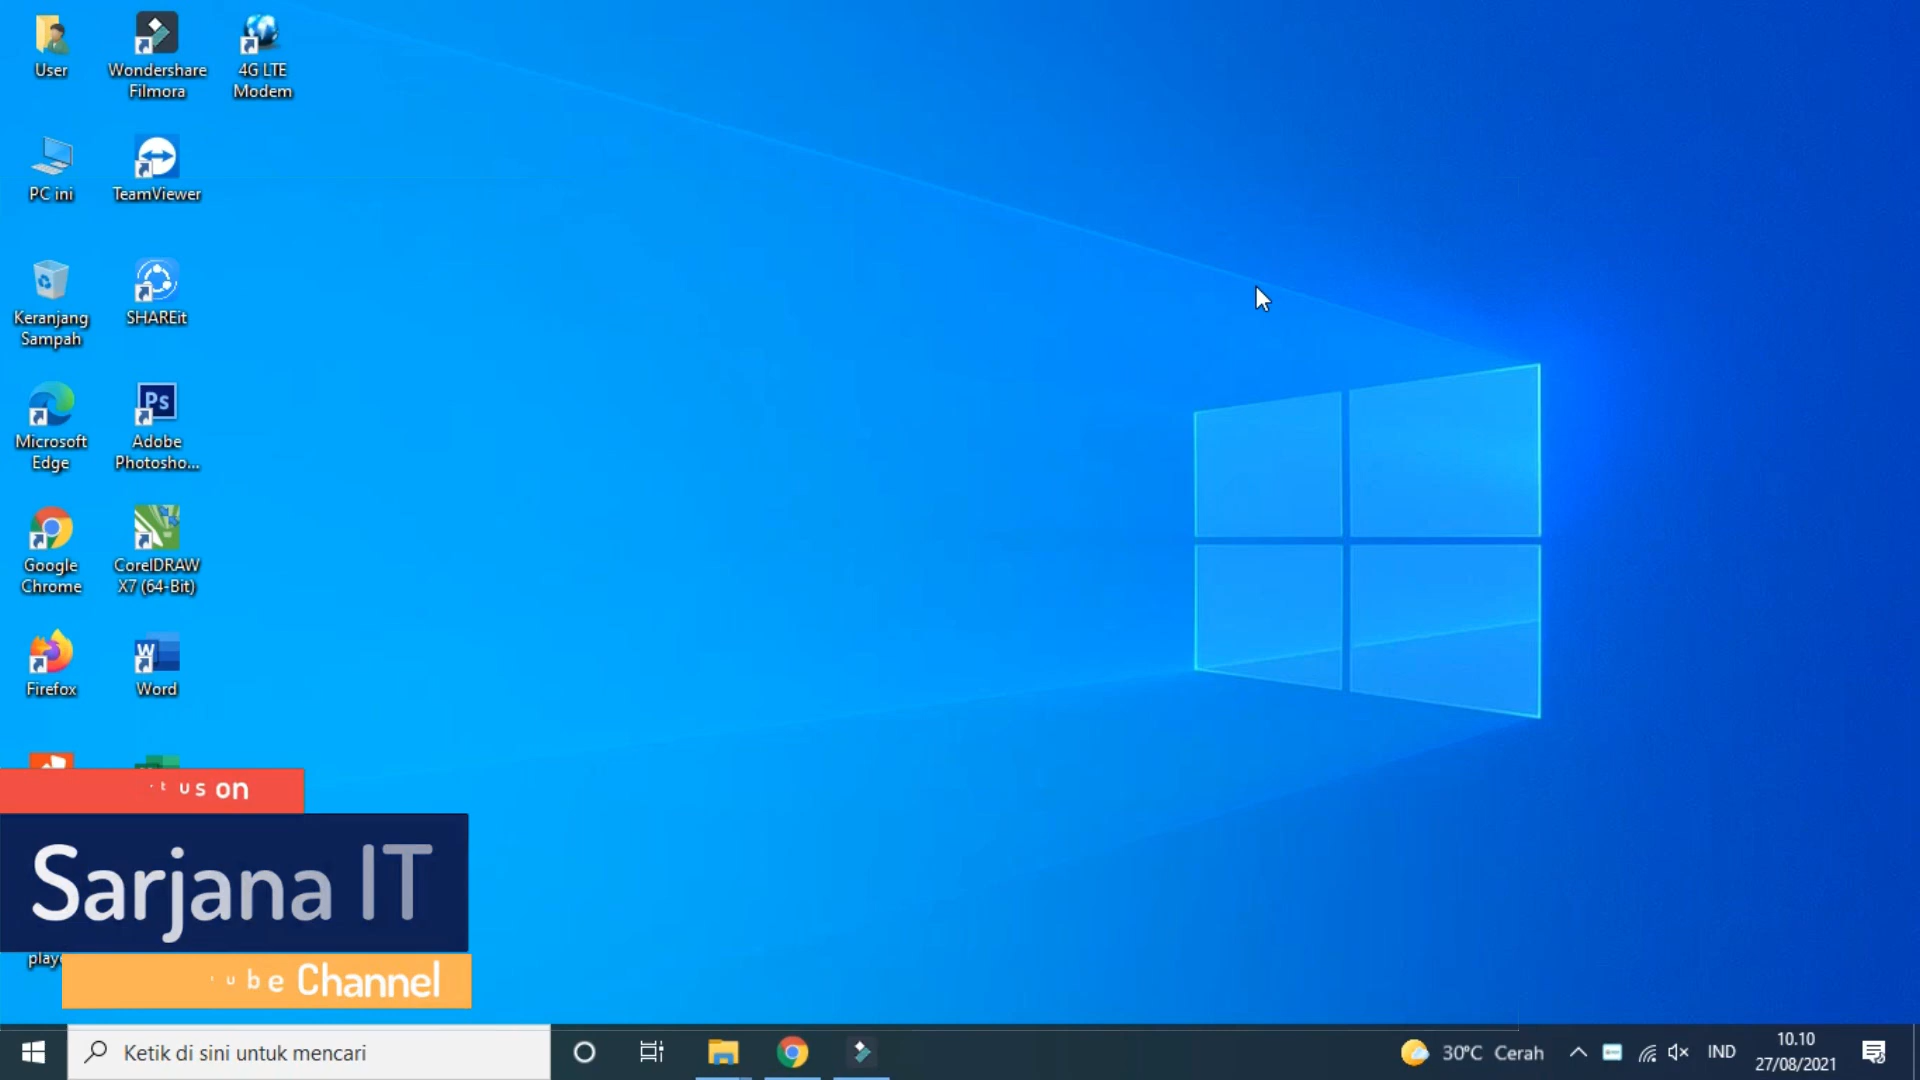 User
Wondershare
Filmora
4G LTE
Modem
PC ini
TeamViewer
Keranjang
Sampah
SHAREit
Microsoft
Edge
Ps
Adobe
Photosho...
Google
Chrome
CorelDRAW
X7 (64-Bit)
Firefox
W
Word
us on
Sarjana IT
play
ube Channel
Ketik di sini untuk mencari
30°C Cerah
IND
10.10
27/08/2021